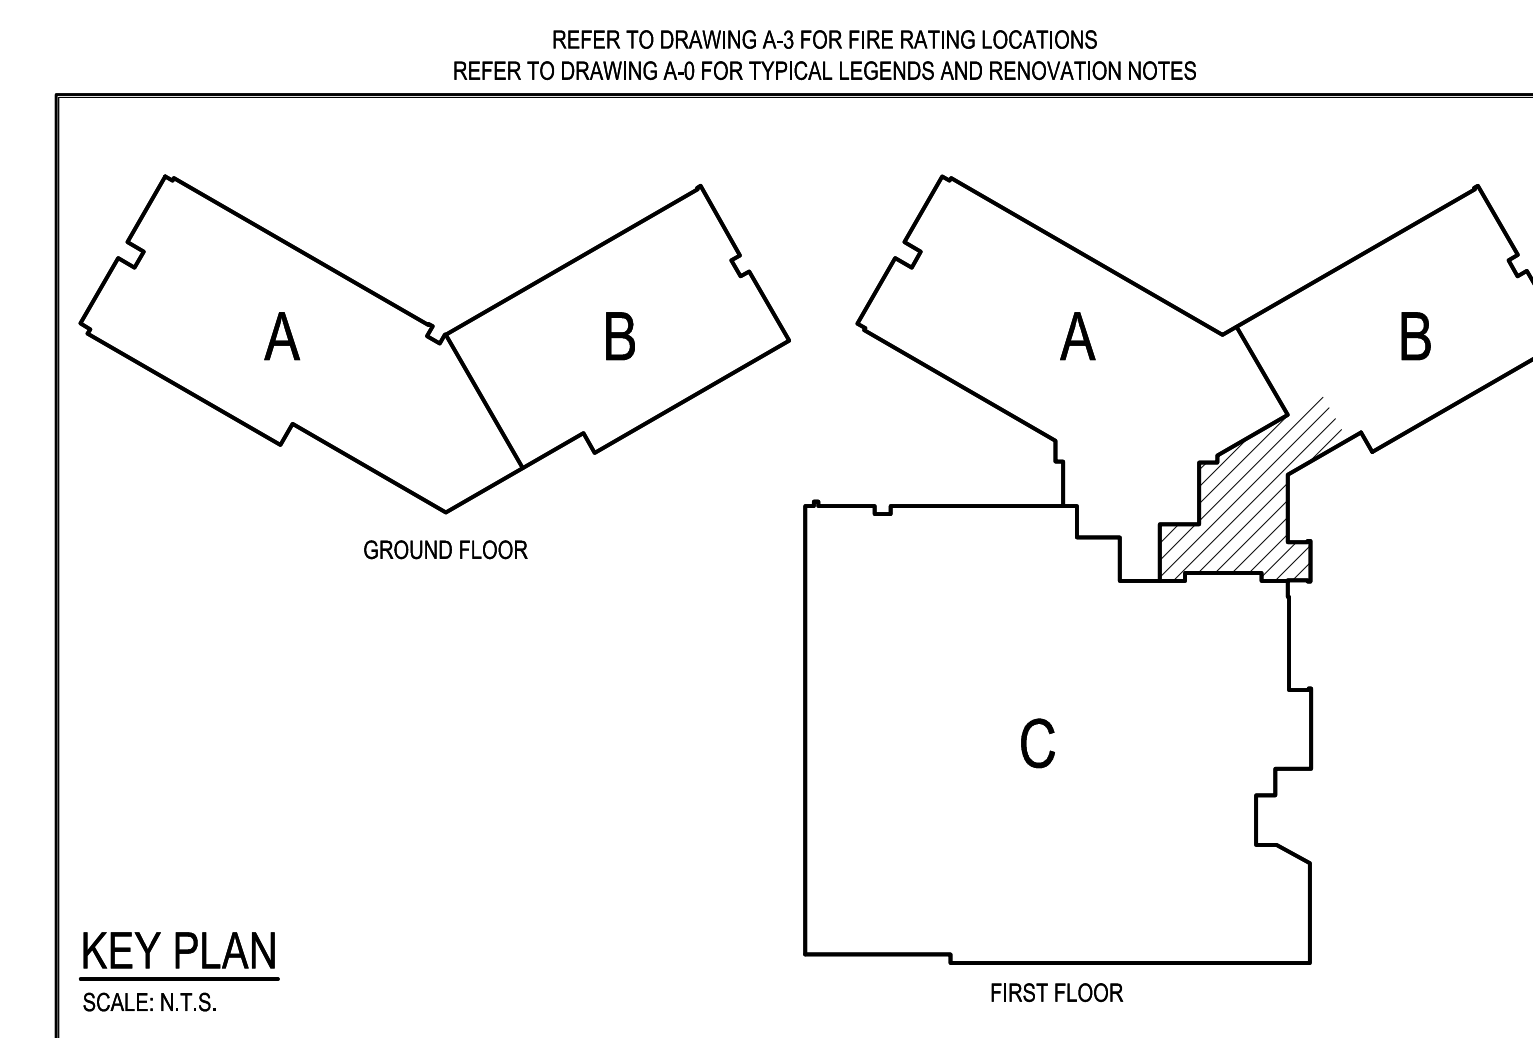 REFER TO DRAWING A-3 FOR FIRE RATING LOCATIONS
REFER TO DRAWING A-0 FOR TYPICAL LEGENDS AND RENOVATION NOTES
A
B
GROUND FLOOR
A
B
C
FIRST FLOOR
KEY PLAN
SCALE: N.T.S.